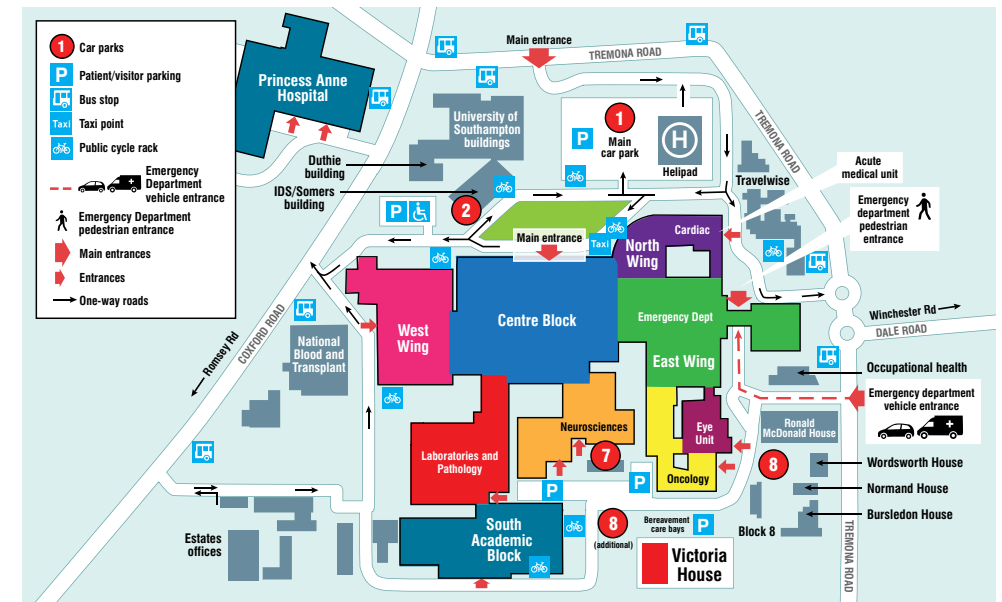 1 Car parks
P Patient/visitor parking
Bus stop
Taxi Taxi point
Public cycle rack
Emergency
Department
vehicle entrance
Emergency Department
pedestrian entrance
Main entrances
Entrances
One-way roads
Princess Anne
Hospital
Main entrance
TREMONA ROAD
University of
Southampton
buildings
Duthie
building
IDS/Somers
building
1
P
Main
car park
H
Helipad
TREMONA ROAD
Travelwise
Acute
medical unit
Emergency
department
pedestrian
entrance
2
P
Main entrance
Taxi
North
Wing
Cardiac
West
Wing
Centre Block
Emergency Dept
East Wing
Winchester Rd
DALE ROAD
Romsey Rd
COXFORD ROAD
National
Blood and
Transplant
Occupational health
Emergency department
vehicle entrance
Ronald
McDonald House
Neurosciences
Eye
Unit
Laboratories and
Pathology
7
Oncology
8
Wordsworth House
Normand House
Bursledon House
P
P
Block 8
Estates
offices
South
Academic
Block
8
(additional)
Bereavement
care bays
P
Victoria
House
TREMONA ROAD